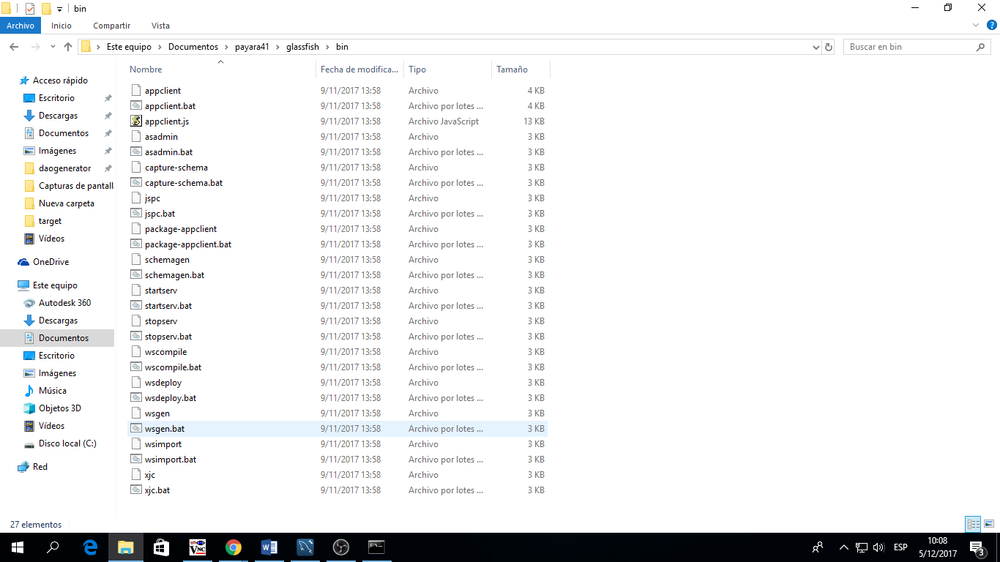 bin
Archivo Inicio Compartir Vista
Este equipo Documentos payara41 glassfish bin Buscar en bin
Nombre Fecha de modifica... Tipo Tamaño
Acceso rápido
Escritorio
Descargas
Documentos
Imágenes
daogenerator
Capturas de pantall
Nueva carpeta
target
Vídeos
OneDrive
Este equipo
Autodesk 360
Descargas
Documentos
Escritorio
Imágenes
Música
Objetos 3D
Vídeos
Disco local (C:)
Red
appclient 9/11/2017 13:58 Archivo 4 KB
appclient.bat 9/11/2017 13:58 Archivo por lotes ... 4 KB
appclient.js 9/11/2017 13:58 Archivo JavaScript 13 KB
asadmin 9/11/2017 13:58 Archivo 3 KB
asadmin.bat 9/11/2017 13:58 Archivo por lotes ... 3 KB
capture-schema 9/11/2017 13:58 Archivo 3 KB
capture-schema.bat 9/11/2017 13:58 Archivo por lotes ... 3 KB
jspc 9/11/2017 13:58 Archivo 3 KB
jspc.bat 9/11/2017 13:58 Archivo por lotes ... 3 KB
package-appclient 9/11/2017 13:58 Archivo 3 KB
package-appclient.bat 9/11/2017 13:58 Archivo por lotes ... 3 KB
schemagen 9/11/2017 13:58 Archivo 3 KB
schemagen.bat 9/11/2017 13:58 Archivo por lotes ... 3 KB
startserv 9/11/2017 13:58 Archivo 3 KB
startserv.bat 9/11/2017 13:58 Archivo por lotes ... 3 KB
stopserv 9/11/2017 13:58 Archivo 3 KB
stopserv.bat 9/11/2017 13:58 Archivo por lotes ... 3 KB
wscompile 9/11/2017 13:58 Archivo 3 KB
wscompile.bat 9/11/2017 13:58 Archivo por lotes ... 3 KB
wsdeploy 9/11/2017 13:58 Archivo 3 KB
wsdeploy.bat 9/11/2017 13:58 Archivo por lotes ... 3 KB
wsgen 9/11/2017 13:58 Archivo 3 KB
wsgen.bat 9/11/2017 13:58 Archivo por lotes ... 3 KB
wsimport 9/11/2017 13:58 Archivo 3 KB
wsimport.bat 9/11/2017 13:58 Archivo por lotes ... 3 KB
xjc 9/11/2017 13:58 Archivo 3 KB
xjc.bat 9/11/2017 13:58 Archivo por lotes ... 3 KB
27 elementos
VNC
ESP
10:08
5/12/2017
3